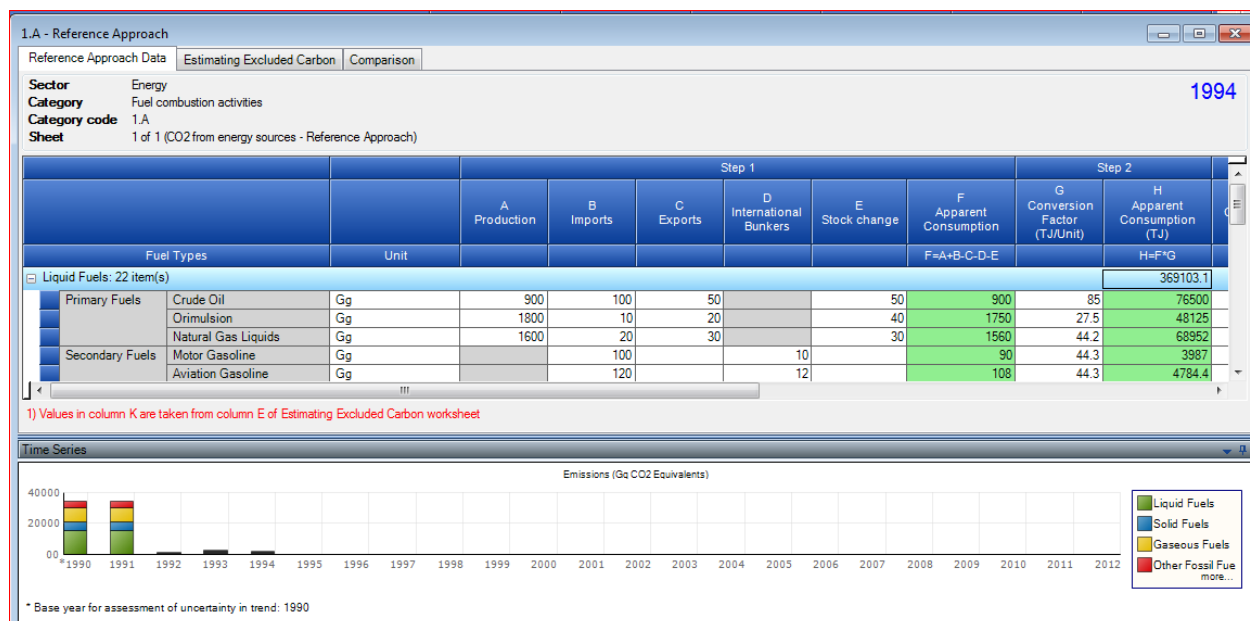 1.A - Reference Approach
Reference Approach Data Estimating Excluded Carbon Comparison
Sector Energy 1994
Category Fuel combustion activities
Category code 1.A
Sheet 1 of 1 (CO2 from energy sources - Reference Approach)
Step 1 Step 2
A Production B Imports C Exports D International Bunkers E Stock change F Apparent Consumption G Conversion Factor (TJ/Unit) H Apparent Consumption (TJ)
Fuel Types Unit F=A+B-C-D-E H=F*G
Liquid Fuels: 22 item(s) 369103.1
Primary Fuels Crude Oil Gg 900 100 50 50 900 85 76500
Orimulsion Gg 1800 10 20 40 1750 27.5 48125
Natural Gas Liquids Gg 1600 20 30 30 1560 44.2 68952
Secondary Fuels Motor Gasoline Gg 100 10 90 44.3 3987
Aviation Gasoline Gg 120 12 108 44.3 4784.4
1) Values in column K are taken from column E of Estimating Excluded Carbon worksheet
Time Series
Emissions (Gg CO2 Equivalents)
40000
20000
00
*1990 1991 1992 1993 1994 1995 1996 1997 1998 1999 2000 2001 2002 2003 2004 2005 2006 2007 2008 2009 2010 2011 2012
Liquid Fuels
Solid Fuels
Gaseous Fuels
Other Fossil Fue
more...
* Base year for assessment of uncertainty in trend: 1990